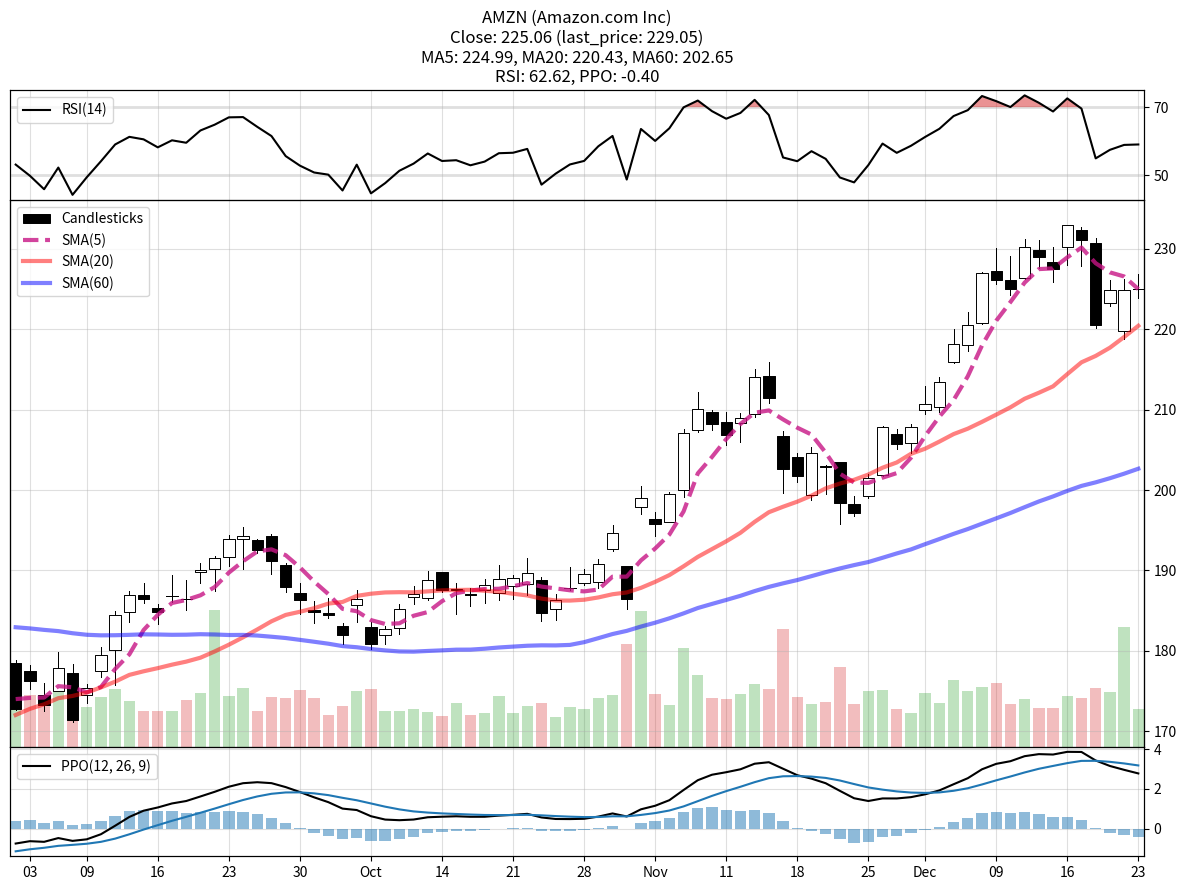 AMZN (Amazon.com Inc)
Close: 225.06 (last_price: 229.05)
MA5: 224.99, MA20: 220.43, MA60: 202.65
RSI: 62.62, PPO: -0.40
RSI(14)
70
50
Candlesticks
SMA(5)
SMA(20)
SMA(60)
230
220
210
200
190
180
170
PPO(12, 26, 9)
4
2
0
03 09 16 23 30 Oct 14 21 28 Nov 11 18 25 Dec 09 16 23